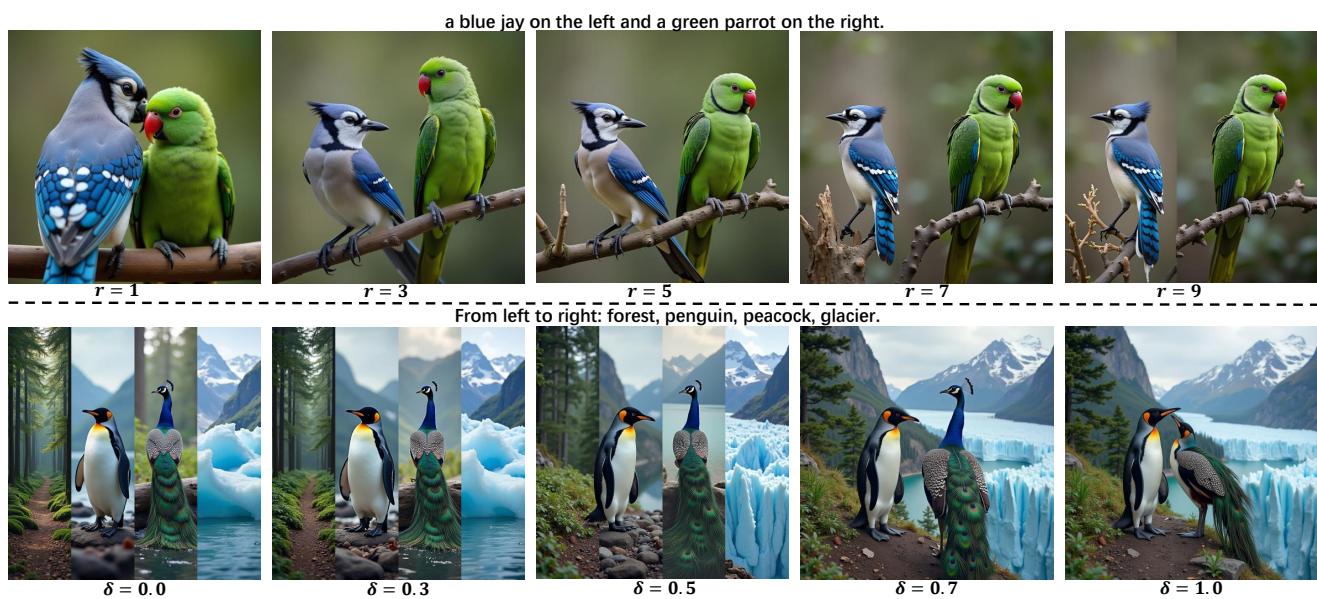 a blue jay on the left and a green parrot on the right.
r = 1 r = 3 r = 5 r = 7 r = 9
From left to right: forest, penguin, peacock, glacier.
δ = 0.0 δ = 0.3 δ = 0.5 δ = 0.7 δ = 1.0